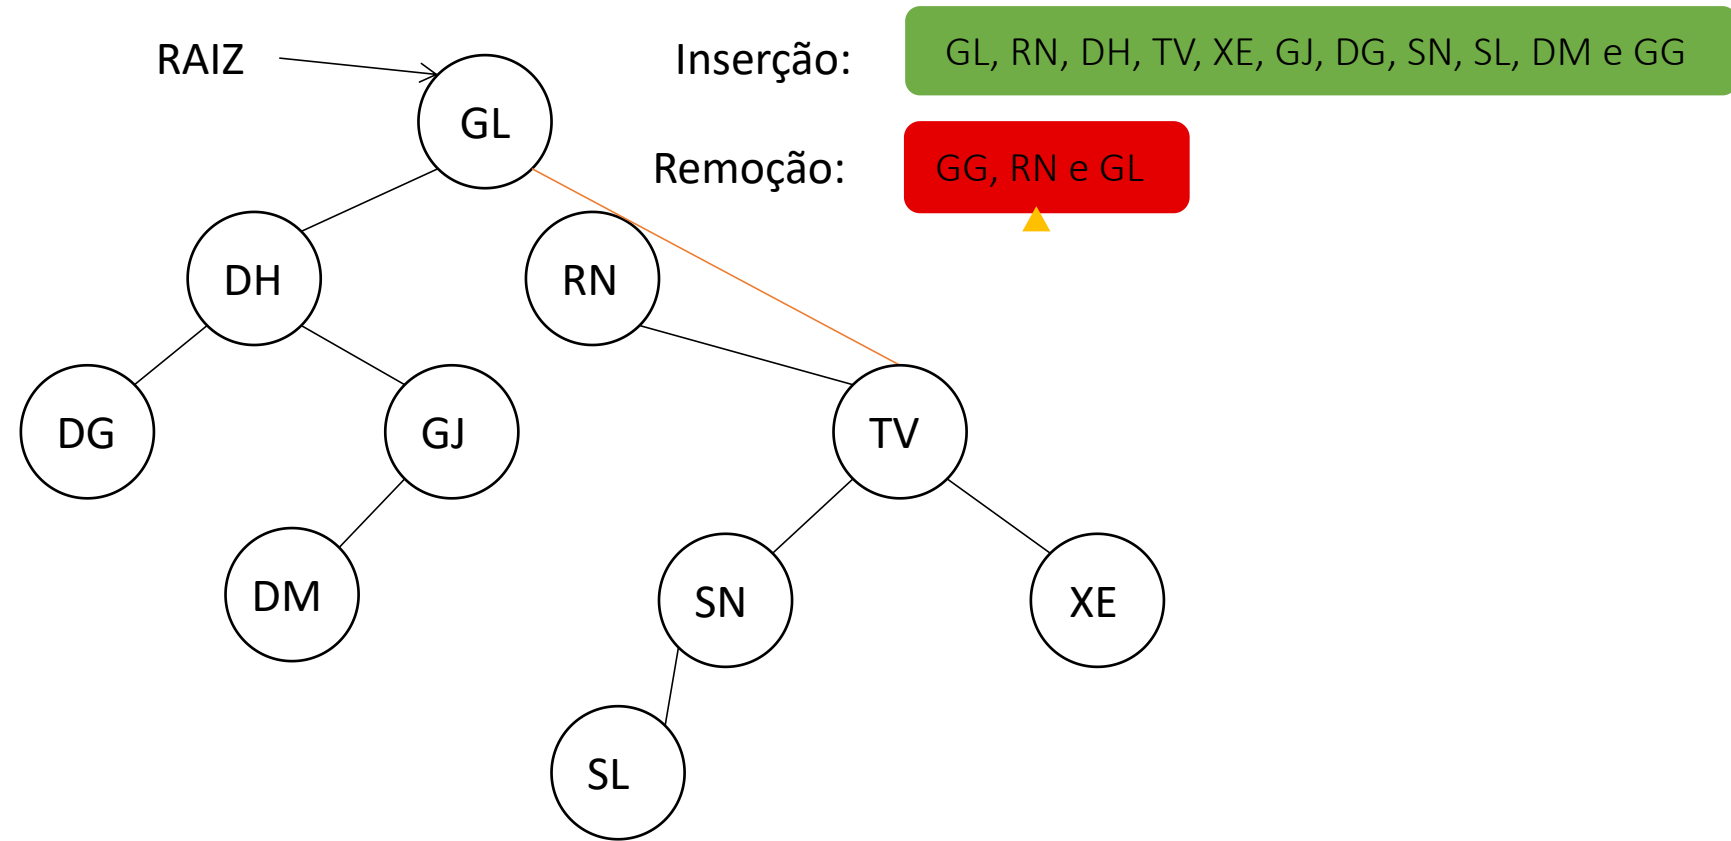 RAIZ
GL
Inserção:
GL, RN, DH, TV, XE, GJ, DG, SN, SL, DM e GG
Remoção:
GG, RN e GL
DH
RN
DG
GJ
TV
DM
SN
XE
SL